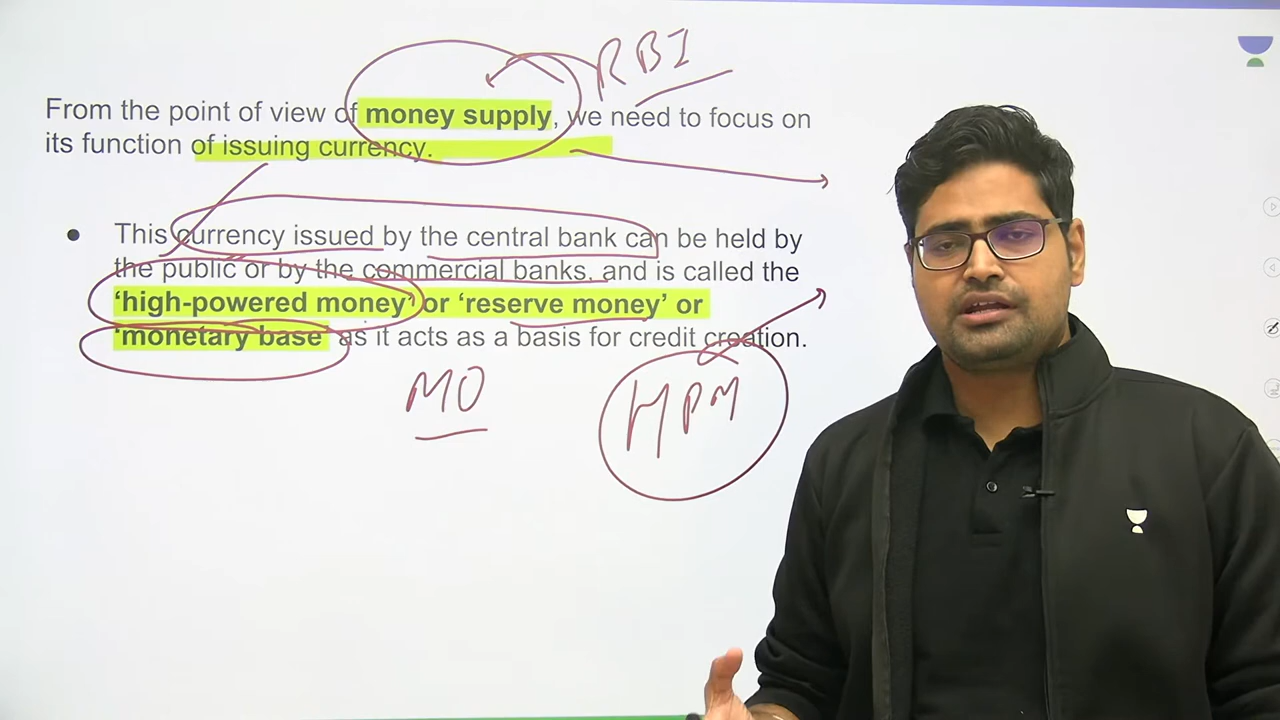 RBI
From the point of view of money supply, we need to focus on
its function of issuing currency.
● This currency issued by the central bank can be held by
the public or by the commercial banks, and is called the
‘high-powered money’ or ‘reserve money’ or
‘monetary base as it acts as a basis for credit creation.
M0
HPM